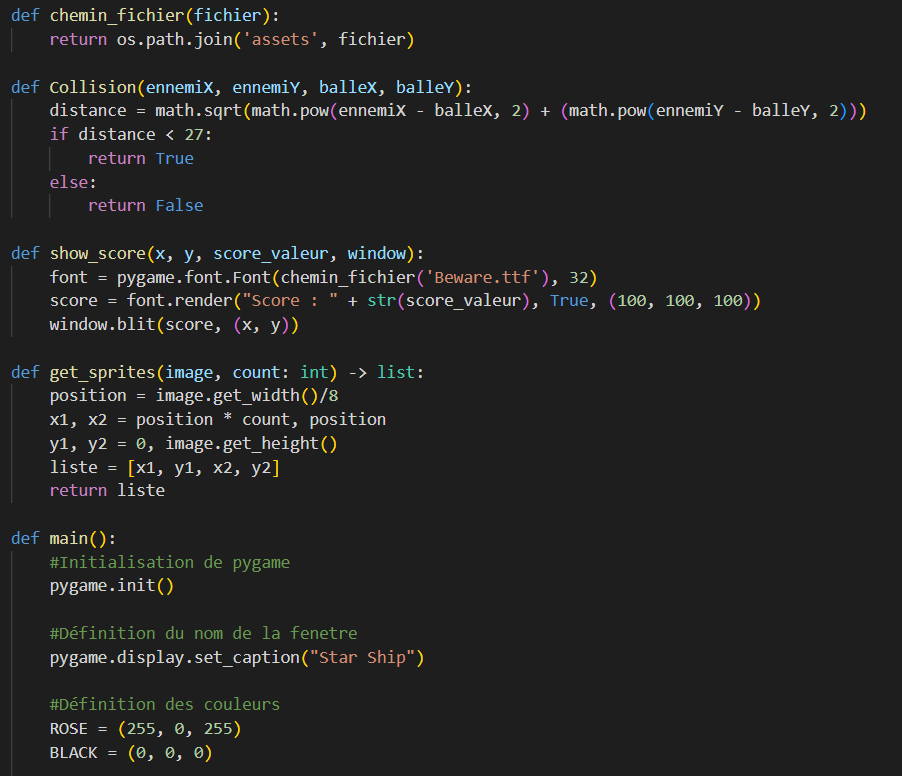 def chemin_fichier(fichier):
    return os.path.join('assets', fichier)
def Collision(ennemiX, ennemiY, balleX, balleY):
    distance = math.sqrt(math.pow(ennemiX - balleX, 2) + (math.pow(ennemiY - balleY, 2)))
    if distance < 27:
        return True
    else:
        return False
def show_score(x, y, score_valeur, window):
    font = pygame.font.Font(chemin_fichier('Beware.ttf'), 32)
    score = font.render("Score : " + str(score_valeur), True, (100, 100, 100))
    window.blit(score, (x, y))
def get_sprites(image, count: int) -> list:
    position = image.get_width()/8
    x1, x2 = position * count, position
    y1, y2 = 0, image.get_height()
    liste = [x1, y1, x2, y2]
    return liste
def main():
    #Initialisation de pygame
    pygame.init()
    #Définition du nom de la fenetre
    pygame.display.set_caption("Star Ship")
    #Définition des couleurs
    ROSE = (255, 0, 255)
    BLACK = (0, 0, 0)